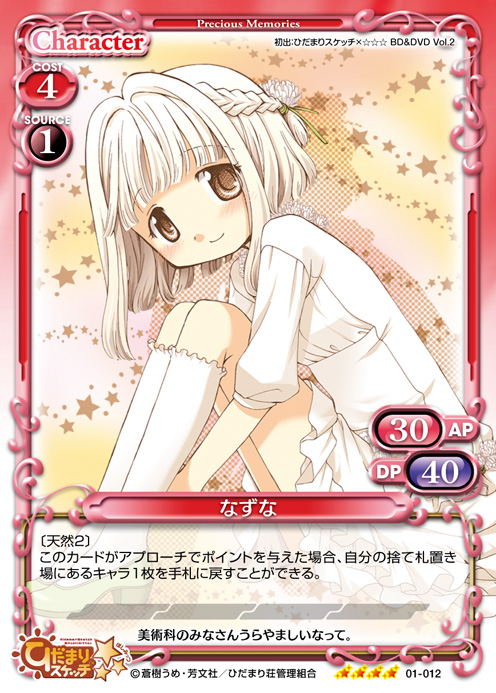 Precious Memories
Character
初出:ひだまりスケッチ×☆☆☆ BD&DVD Vol.2
COST
4
SOURCE
1
30 AP
DP 40
なずな
〔天然2〕
このカードがアプローチでポイントを与えた場合、自分の捨て札置き
場にあるキャラ1枚を手札に戻すことができる。
美術科のみなさんうらやましいなって。
ひだまり
スケッチ
©蒼樹うめ・芳文社／ひだまり荘管理組合
01-012